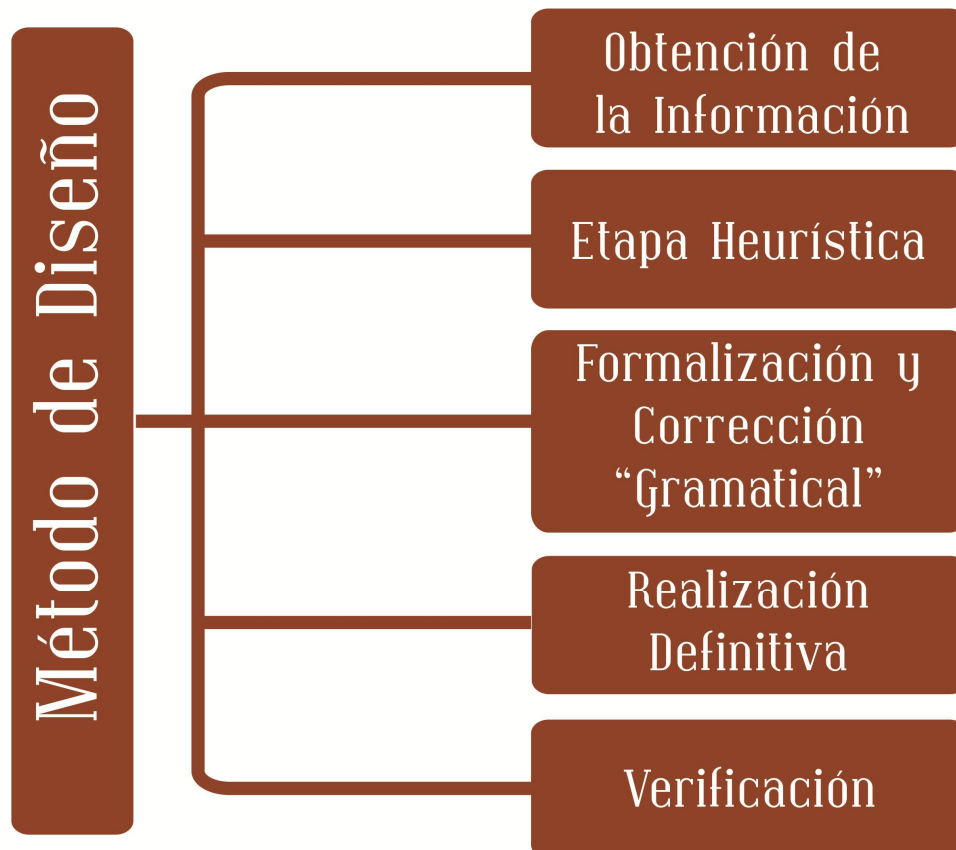 Método de Diseño
Obtención de
la Información
Etapa Heurística
Formalización y
Corrección
“Gramatical”
Realización
Definitiva
Verificación